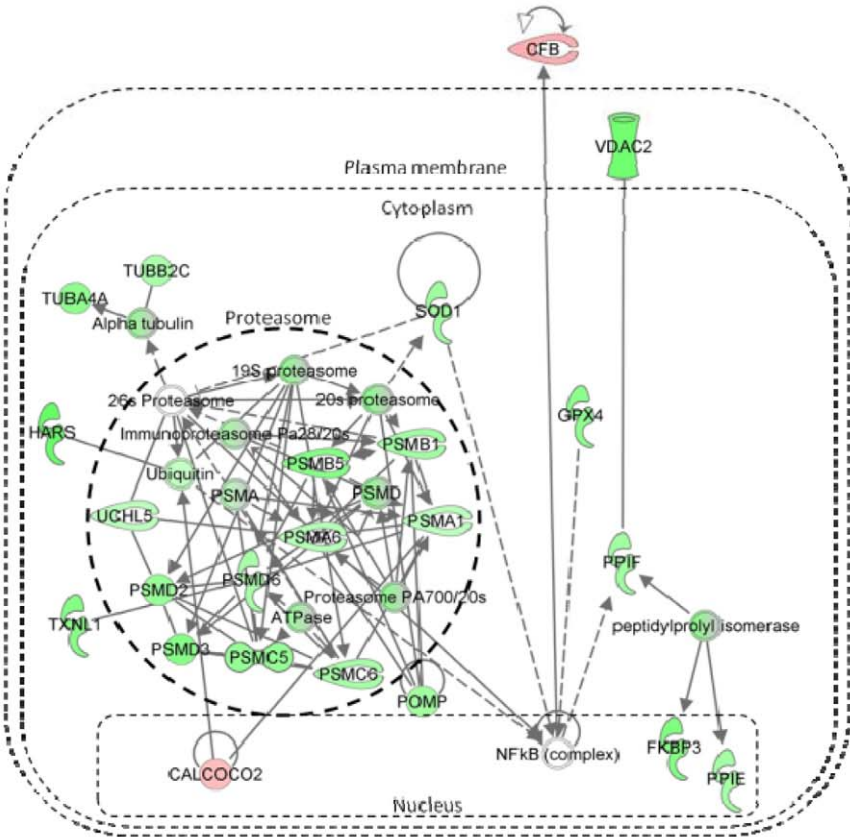 CFB
VDAC2
Plasma membrane
Cytoplasm
TUBB2C
TUBA4A
Alpha tubulin
SOD1
Proteasome
19S proteasome
26s Proteasome
20s proteasome
GPX4
HARS
Immunoproteasome Pa28/20s
PSMB1
PSMB5
Ubiquitin
PSMA
PSMD
UCHL5
PSMA1
PSMA6
PPIF
PSMD2
PSMD6
Proteasome PA700/20s
TXNL1
ATPase
peptidylprolyl isomerase
PSMD3
PSMC5
PSMC6
POMP
NFkB (complex)
FKBP3
CALCOCO2
PPIE
Nucleus